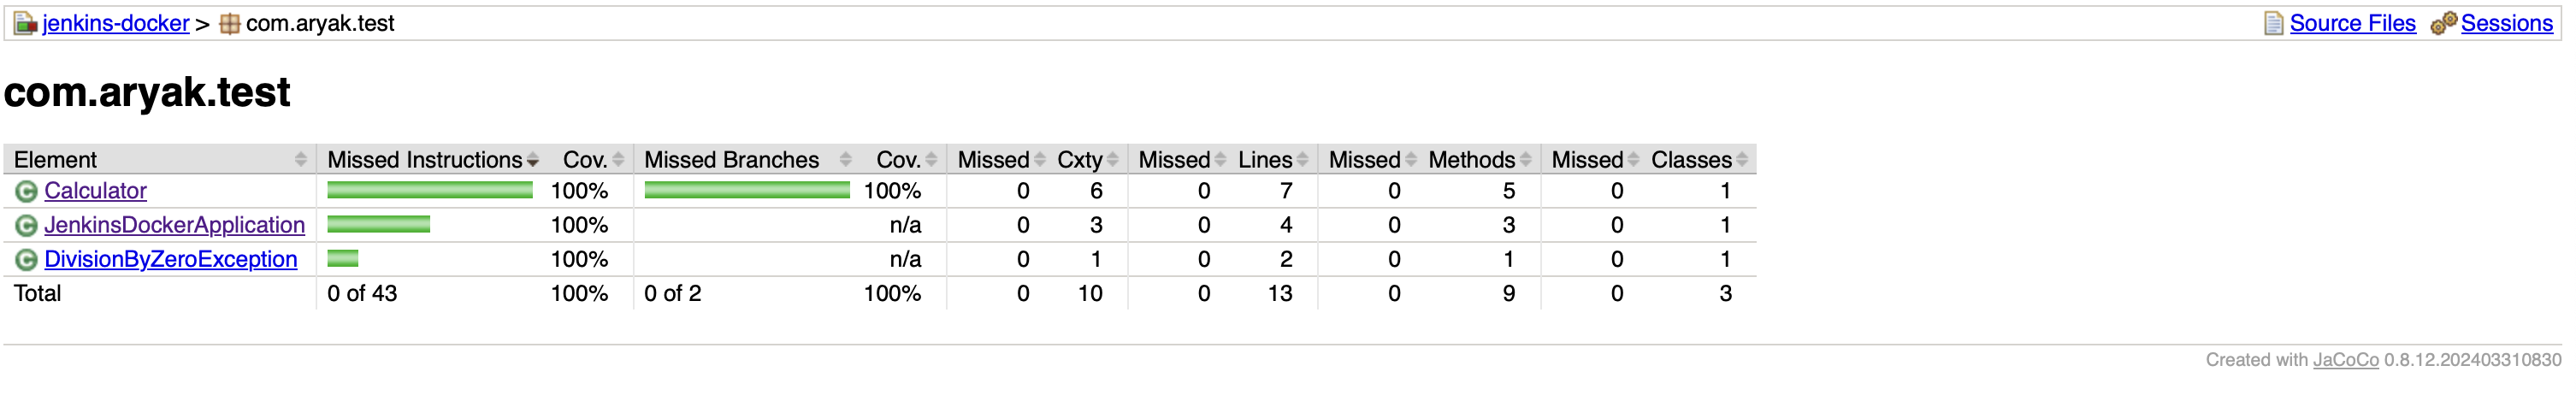 jenkins-docker > com.aryak.test Source Files Sessions
com.aryak.test
Element Missed Instructions Cov. Missed Branches Cov. Missed Cxty Missed Lines Missed Methods Missed Classes
Calculator 100% 100% 0 6 0 7 0 5 0 1
JenkinsDockerApplication 100% n/a 0 3 0 4 0 3 0 1
DivisionByZeroException 100% n/a 0 1 0 2 0 1 0 1
Total 0 of 43 100% 0 of 2 100% 0 10 0 13 0 9 0 3
Created with JaCoCo 0.8.12.202403310830